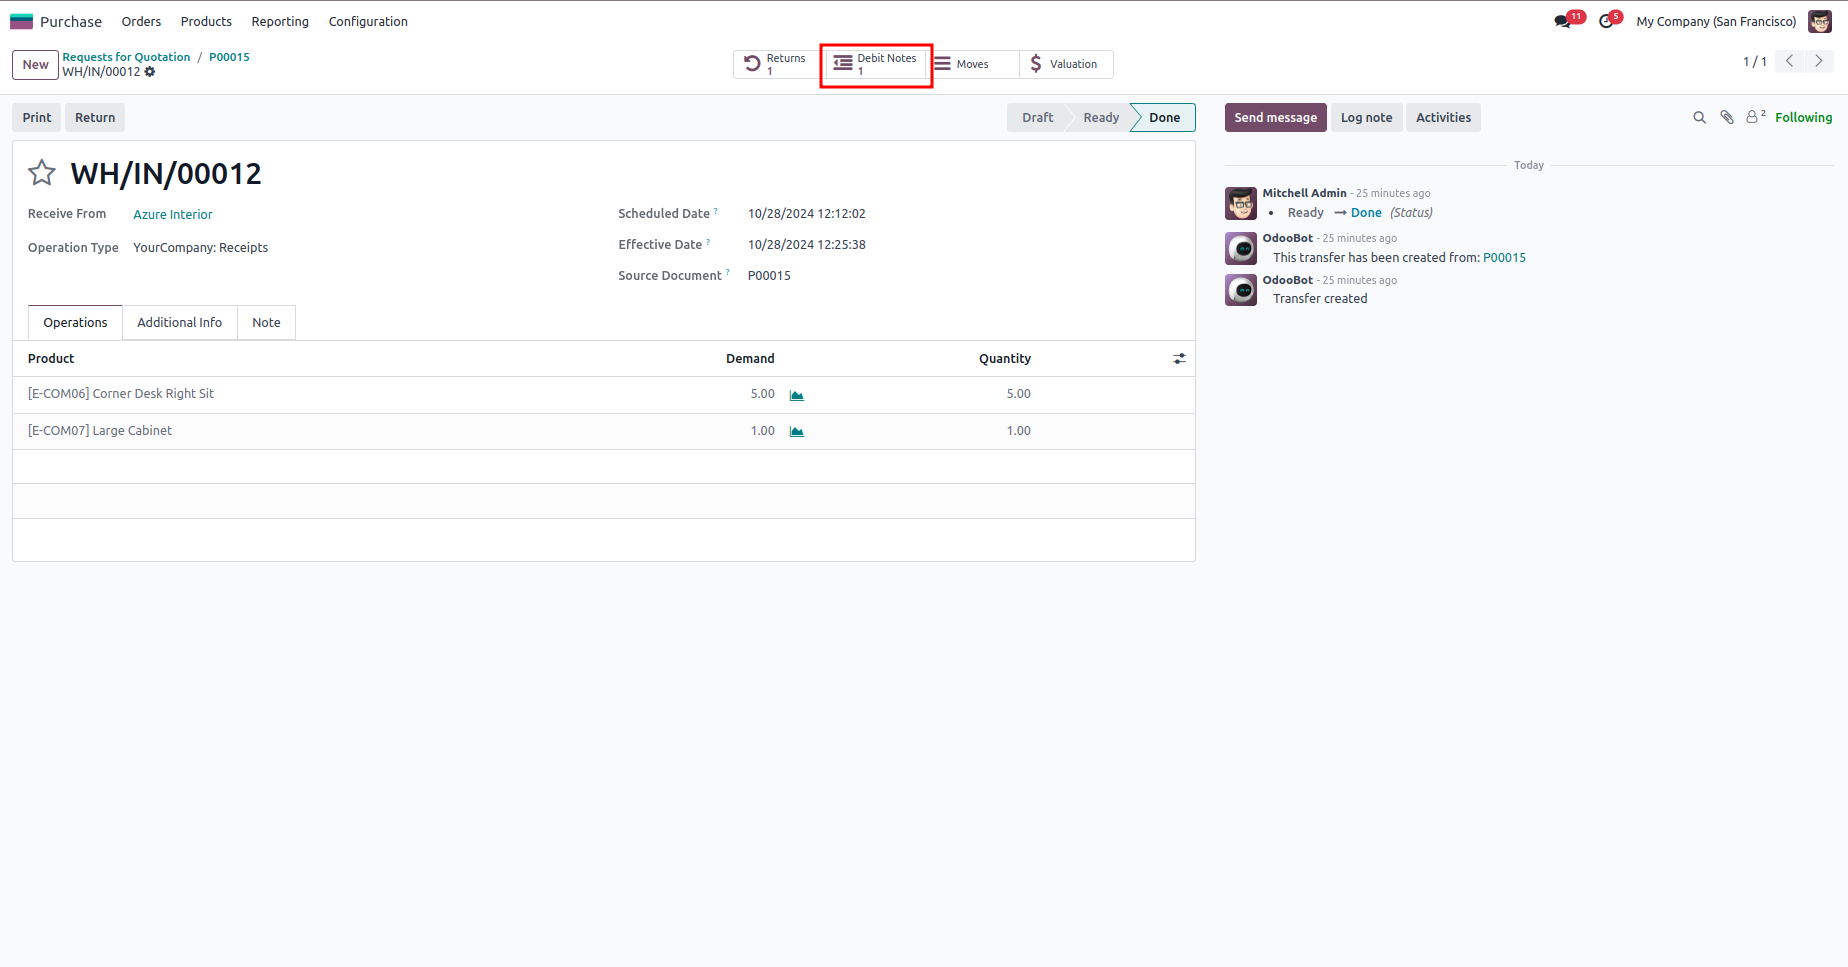 Purchase Orders Products Reporting Configuration 11 5 My Company (San Francisco)
New Requests for Quotation / P00015
WH/IN/00012
Returns 1
Debit Notes 1
Moves
Valuation
1 / 1
Print Return Draft Ready Done Send message Log note Activities 2 Following
WH/IN/00012
Receive From Azure Interior
Operation Type YourCompany: Receipts
Scheduled Date ? 10/28/2024 12:12:02
Effective Date ? 10/28/2024 12:25:38
Source Document ? P00015
Operations Additional Info Note
Product Demand Quantity
[E-COM06] Corner Desk Right Sit 5.00 5.00
[E-COM07] Large Cabinet 1.00 1.00
Today
Mitchell Admin - 25 minutes ago
• Ready → Done (Status)
OdooBot - 25 minutes ago
This transfer has been created from: P00015
OdooBot - 25 minutes ago
Transfer created